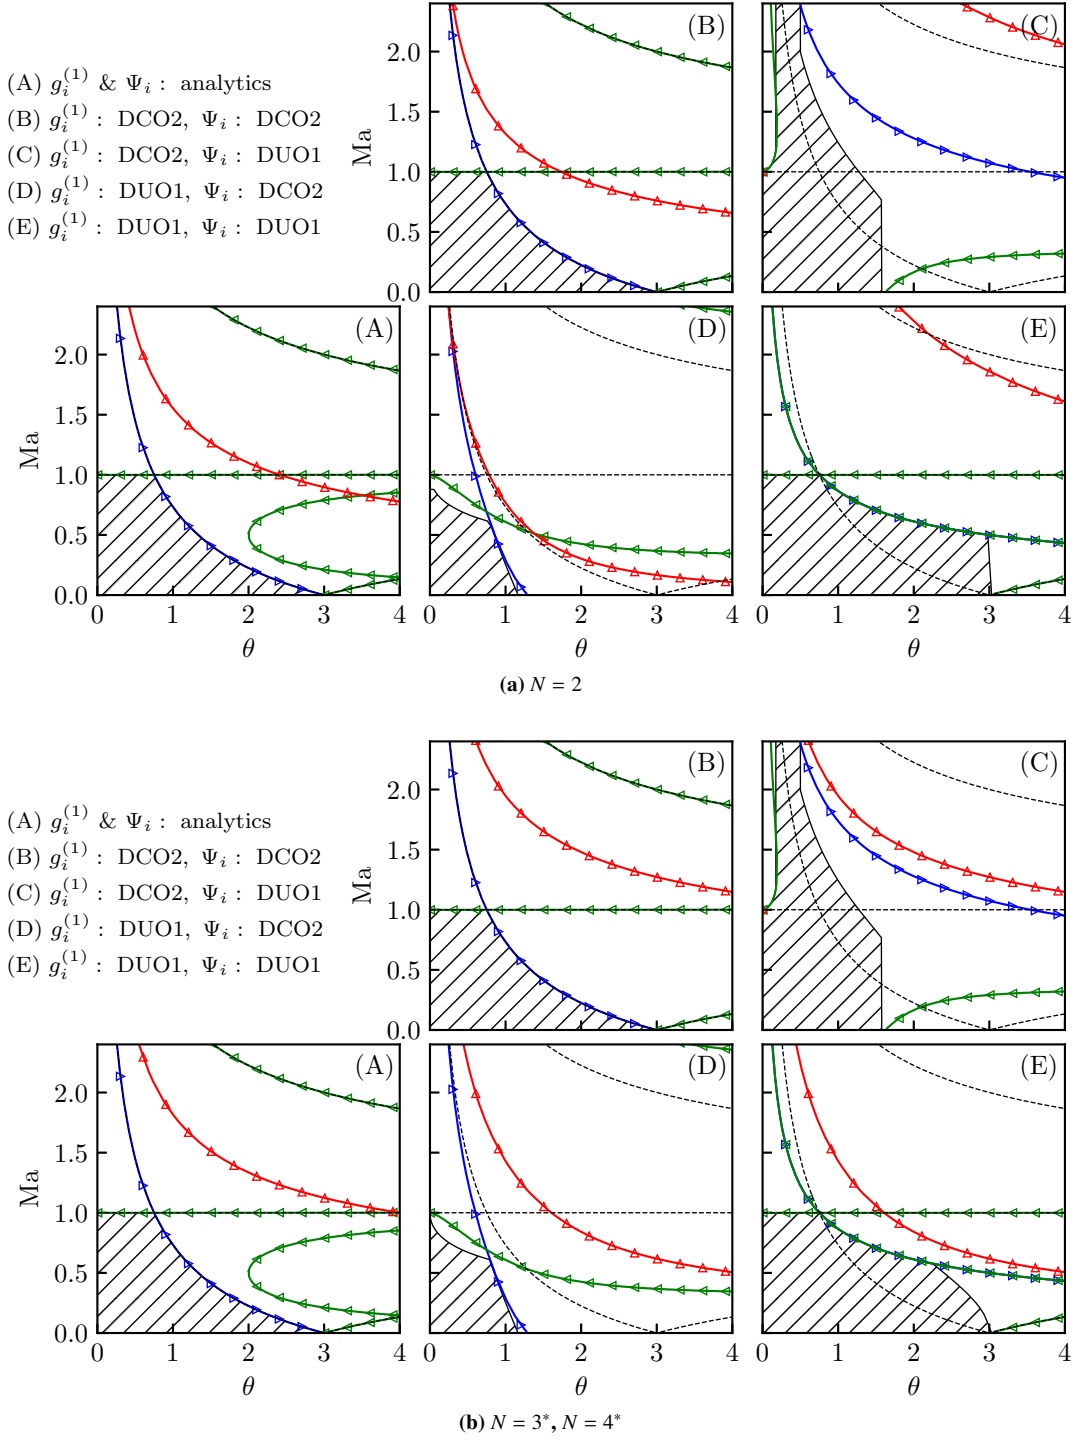 (A) g_i^{(1)} & Ψ_i : analytics
(B) g_i^{(1)} : DCO2, Ψ_i : DCO2
(C) g_i^{(1)} : DCO2, Ψ_i : DUO1
(D) g_i^{(1)} : DUO1, Ψ_i : DCO2
(E) g_i^{(1)} : DUO1, Ψ_i : DUO1
(B)
(C)
Ma
2.0
1.5
1.0
0.5
0.0
(A)
(D)
(E)
Ma
2.0
1.5
1.0
0.5
0.0
0 1 2 3 4
0 1 2 3 4
0 1 2 3 4
θ
θ
θ
(a) N = 2
(A) g_i^{(1)} & Ψ_i : analytics
(B) g_i^{(1)} : DCO2, Ψ_i : DCO2
(C) g_i^{(1)} : DCO2, Ψ_i : DUO1
(D) g_i^{(1)} : DUO1, Ψ_i : DCO2
(E) g_i^{(1)} : DUO1, Ψ_i : DUO1
(B)
(C)
Ma
2.0
1.5
1.0
0.5
0.0
(A)
(D)
(E)
Ma
2.0
1.5
1.0
0.5
0.0
0 1 2 3 4
0 1 2 3 4
0 1 2 3 4
θ
θ
θ
(b) N = 3*, N = 4*